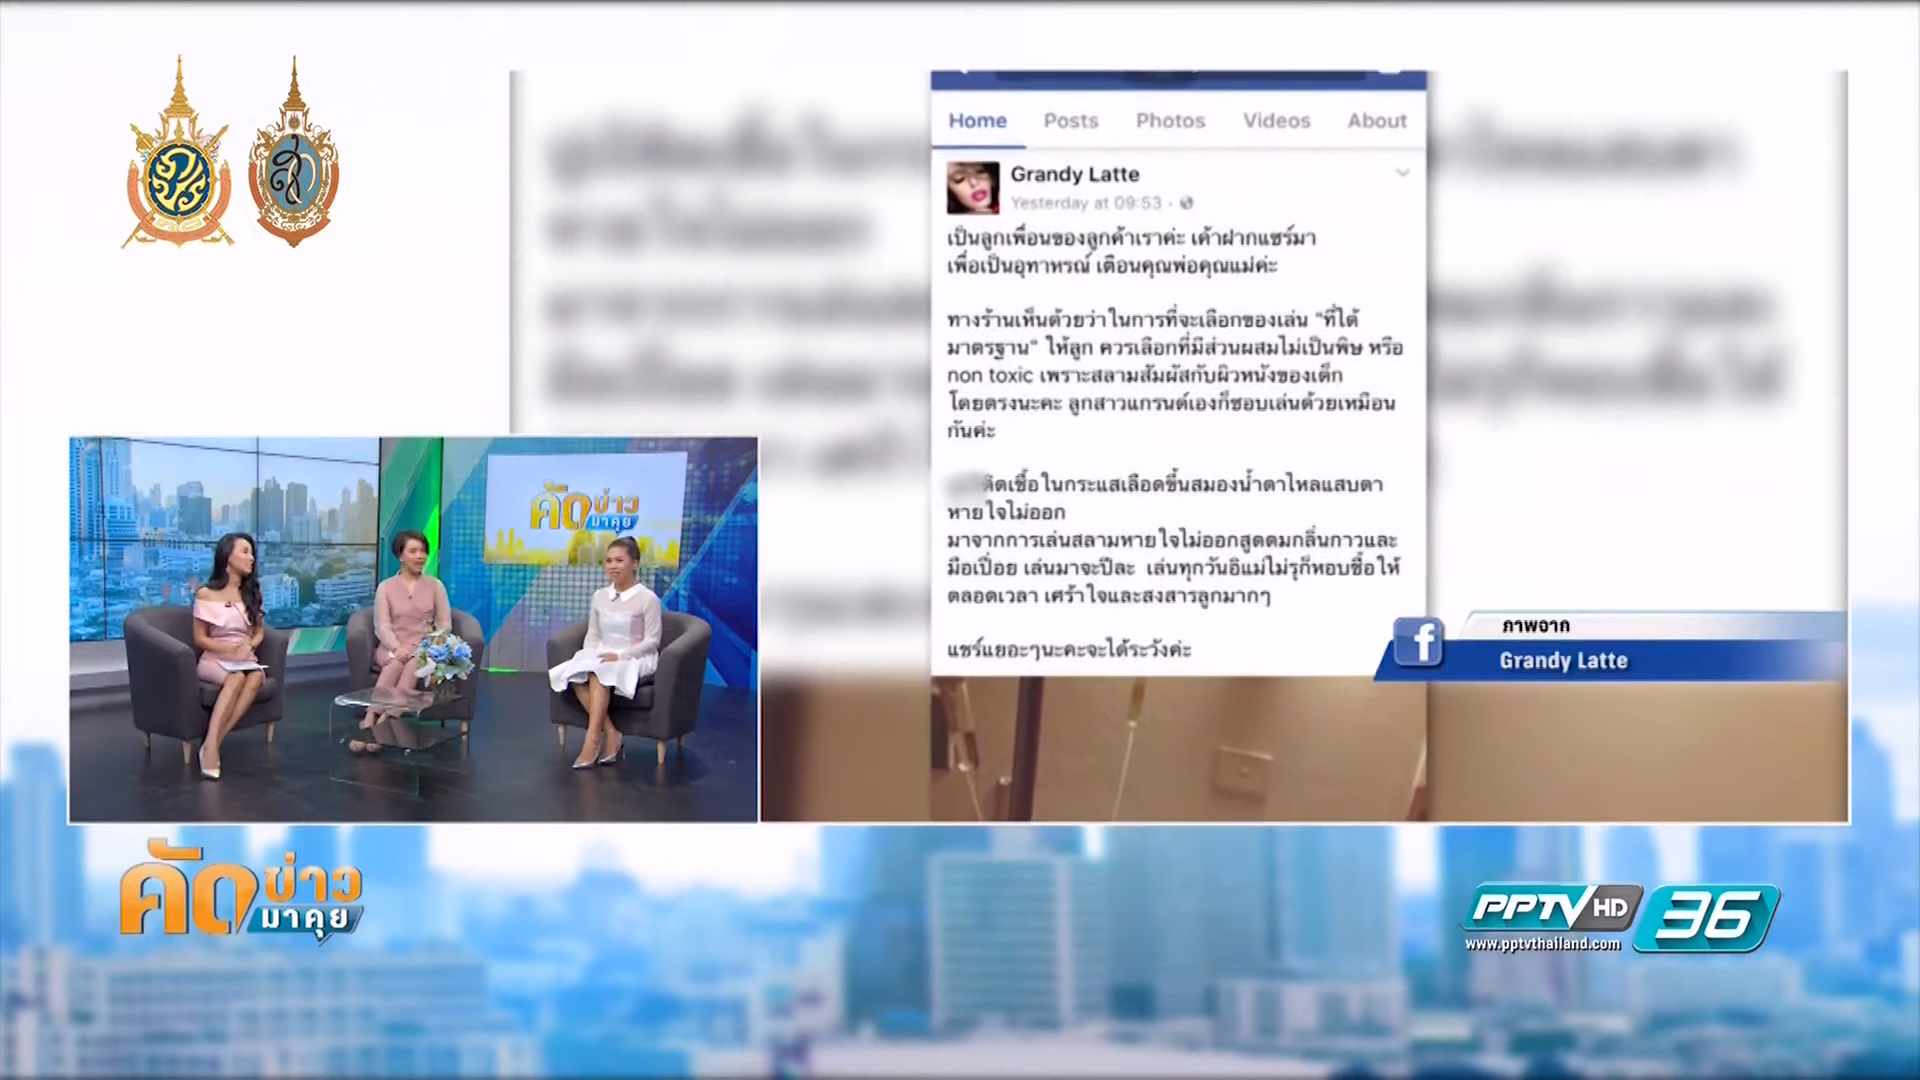 Home Posts Photos Videos About
Grandy Latte
Yesterday at 09:53 ·
เป็นลูกเพื่อนของลูกค้าเราค่ะ เค้าฝากแชร์มา
เพื่อเป็นอุทาหรณ์ เตือนคุณพ่อคุณแม่ค่ะ
ทางร้านเห็นด้วยว่าในการที่จะเลือกของเล่น "ที่ได้
มาตรฐาน" ให้ลูก ควรเลือกที่มีส่วนผสมไม่เป็นพิษ หรือ
non toxic เพราะสลามสัมผัสกับผิวหนังของเด็ก
โดยตรงนะคะ ลูกสาวแกรนด์เองก็ชอบเล่นด้วยเหมือน
กันค่ะ
ติดเชื้อในกระแสเลือดขึ้นสมองน้ำตาไหลแสบตา
หายใจไม่ออก
มาจากการเล่นสลามหายใจไม่ออกสูดดมกลิ่นกาวและ
มือเปื่อย เล่นมาจะปีละ เล่นทุกวันอิแม่ไม่รุก็หอบซื้อให้
ตลอดเวลา เศร้าใจและสงสารลูกมากๆ
แชร์แยอะๆนะคะจะได้ระวังค่ะ
ภาพจาก
Grandy Latte
คัดข่าว
มาคุย
คัดข่าว
มาคุย
PPTV HD 36
www.pptvthailand.com